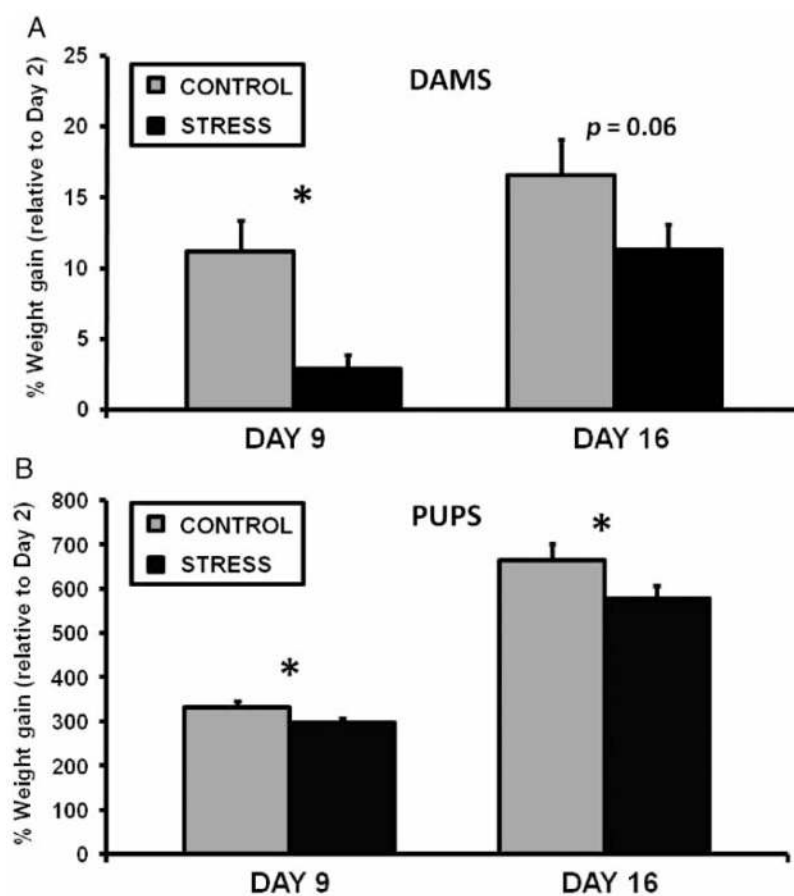 A
% Weight gain (relative to Day 2)
25
20
15
10
5
0
CONTROL
STRESS
DAMS
*
p = 0.06
DAY 9
DAY 16
B
% Weight gain (relative to Day 2)
800
700
600
500
400
300
200
100
0
CONTROL
STRESS
PUPS
*
*
DAY 9
DAY 16